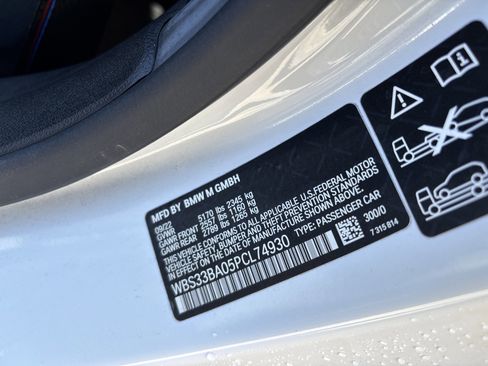 MFD BY BMW M GMBH
09/22
GVWR 5170 lbs 2345 kg
GAWR FRONT 2557 lbs 1160 kg
GAWR REAR 2789 lbs 1265 kg
THIS VEHICLE CONFORMS TO ALL APPLICABLE U.S. FEDERAL MOTOR
VEHICLE SAFETY, BUMPER, AND THEFT PREVENTION STANDARDS
IN EFFECT ON THE DATE OF MANUFACTURE SHOWN ABOVE.
WBS33BA05PCL74930 TYPE: PASSENGER CAR
300/0
7 315 814